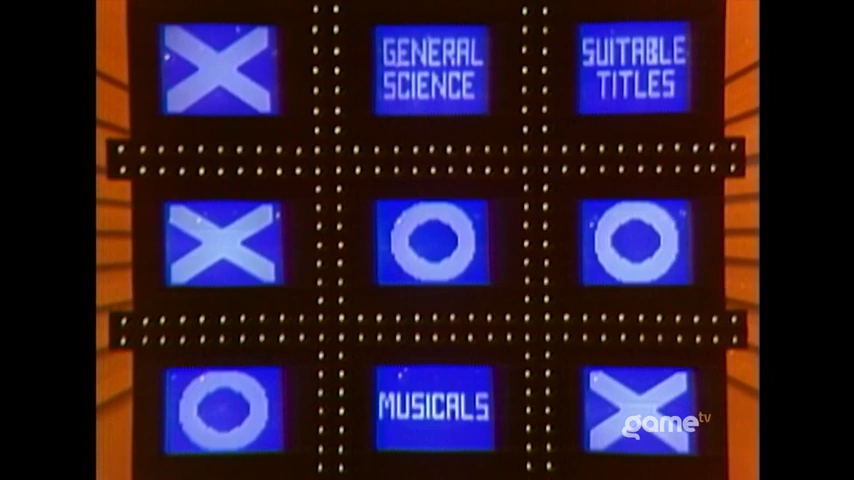 X
GENERAL
SCIENCE
SUITABLE
TITLES
X
O
O
O
MUSICALS
X
gametv